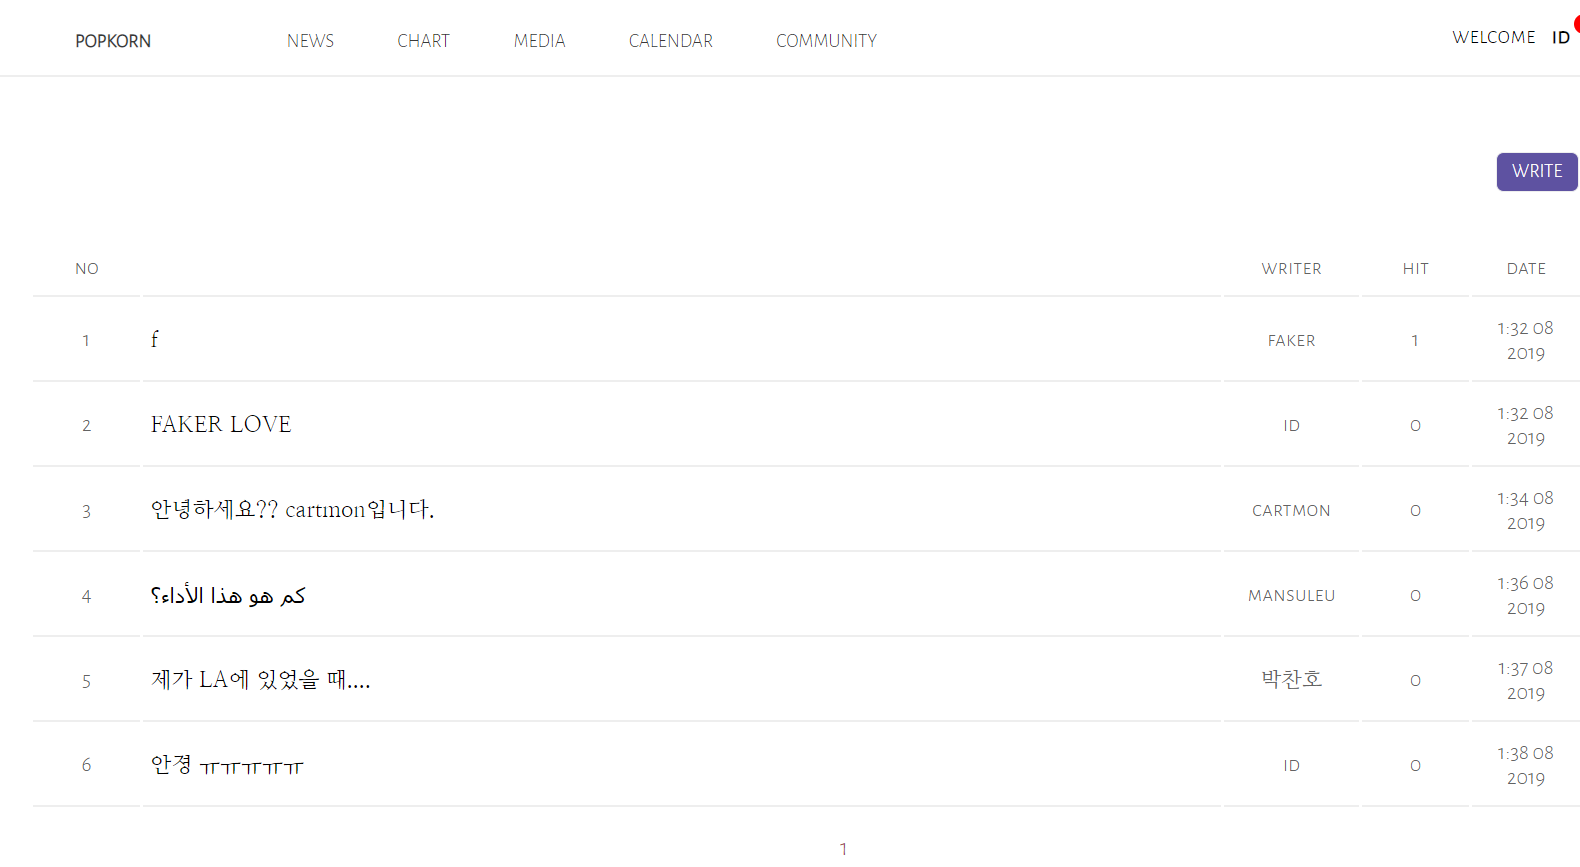 POPKORN NEWS CHART MEDIA CALENDAR COMMUNITY WELCOME ID
WRITE
NO WRITER HIT DATE
1 f FAKER 1 1:32 08 2019
2 FAKER LOVE ID 0 1:32 08 2019
3 안녕하세요?? cartmon입니다. CARTMON 0 1:34 08 2019
4 كم هو هذا الأداء؟ MANSULEU 0 1:36 08 2019
5 제가 LA에 있었을 때.... 박찬호 0 1:37 08 2019
6 안졍 ㅠㅠㅠㅠㅠ ID 0 1:38 08 2019
1